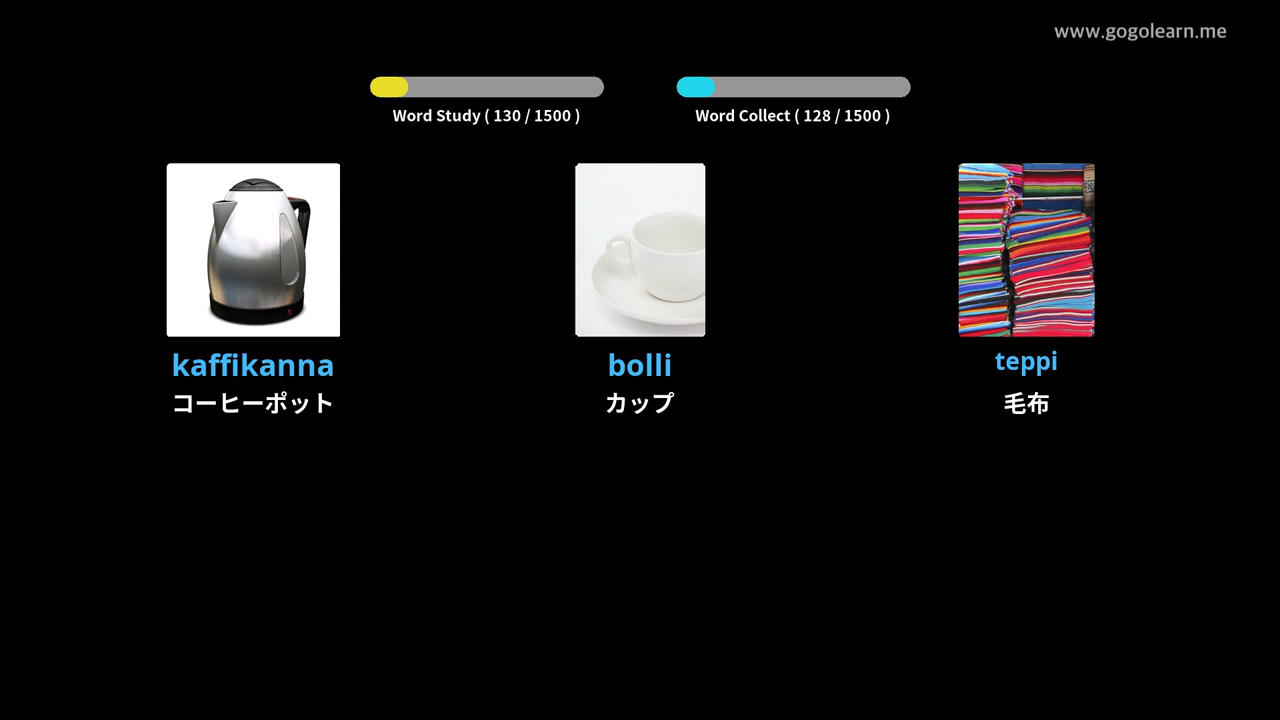 www.gogolearn.me
Word Study ( 130 / 1500 )
Word Collect ( 128 / 1500 )
kaffikanna
コーヒーポット
bolli
カップ
teppi
毛布